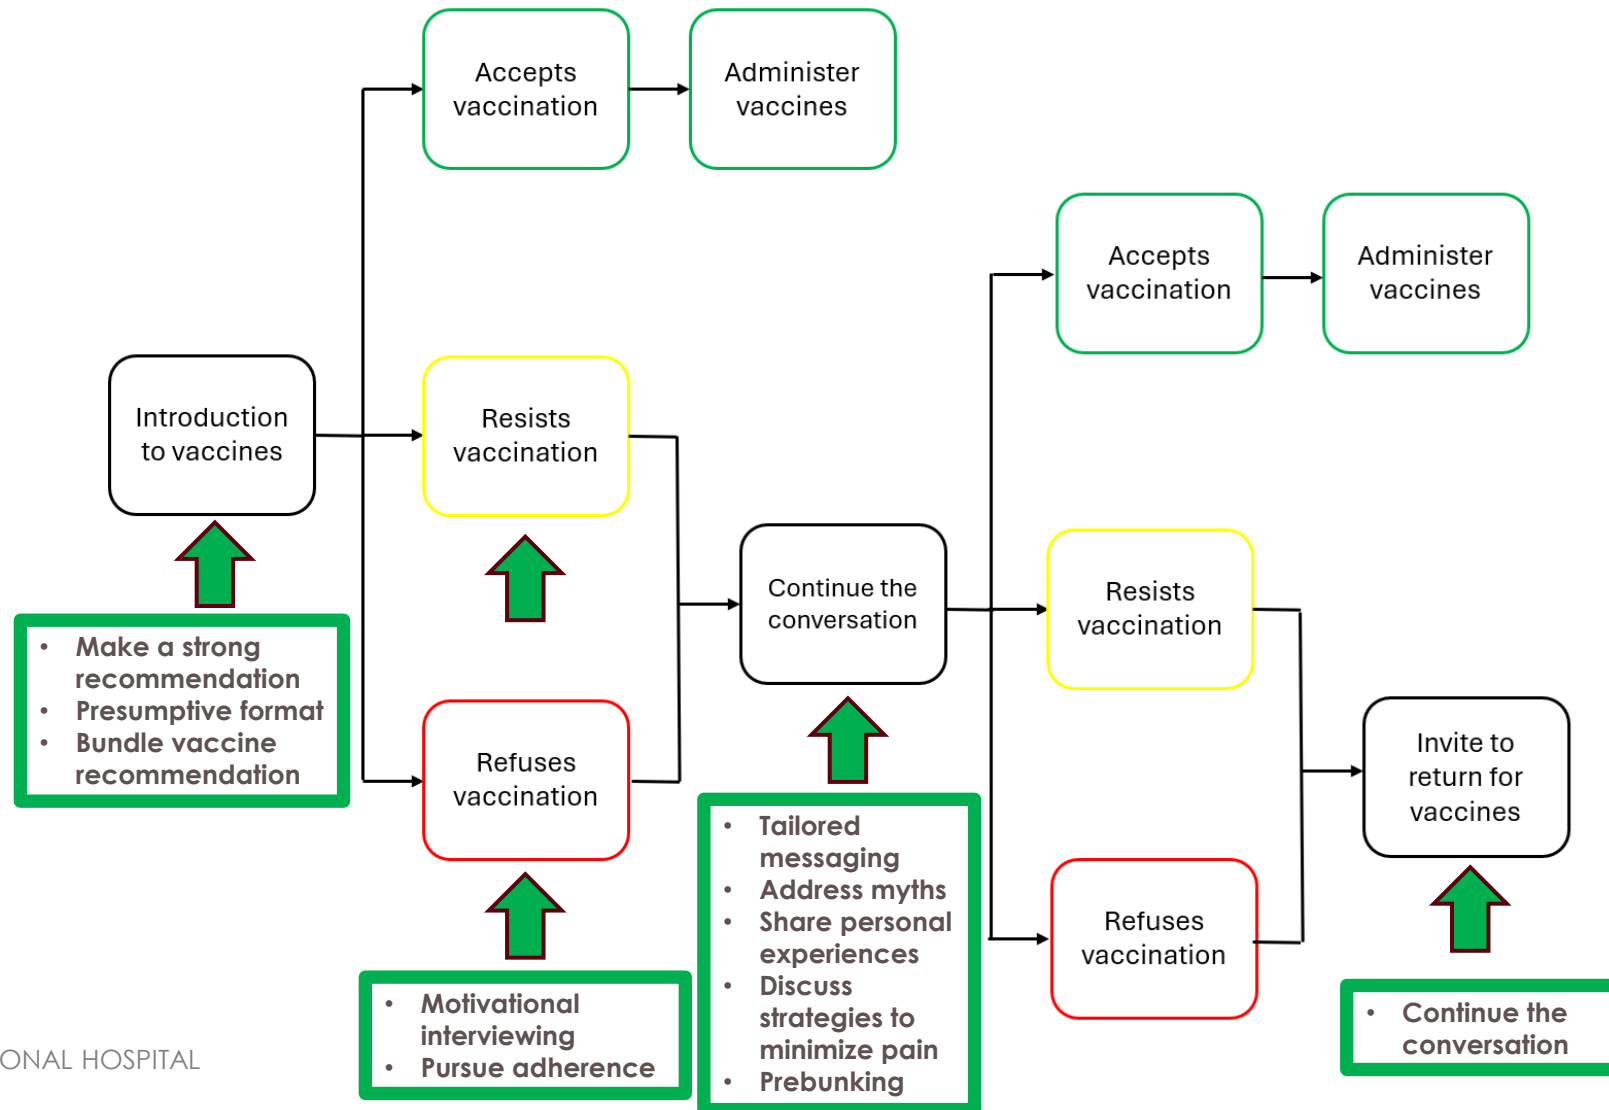 Accepts
vaccination
Administer
vaccines
Accepts
vaccination
Administer
vaccines
Introduction
to vaccines
Resists
vaccination
Continue the
conversation
Resists
vaccination
• Make a strong
recommendation
• Presumptive format
• Bundle vaccine
recommendation
Refuses
vaccination
Invite to
return for
vaccines
• Tailored
messaging
• Address myths
• Share personal
experiences
• Discuss
strategies to
minimize pain
• Prebunking
Refuses
vaccination
• Motivational
interviewing
• Pursue adherence
• Continue the
conversation
ONAL HOSPITAL